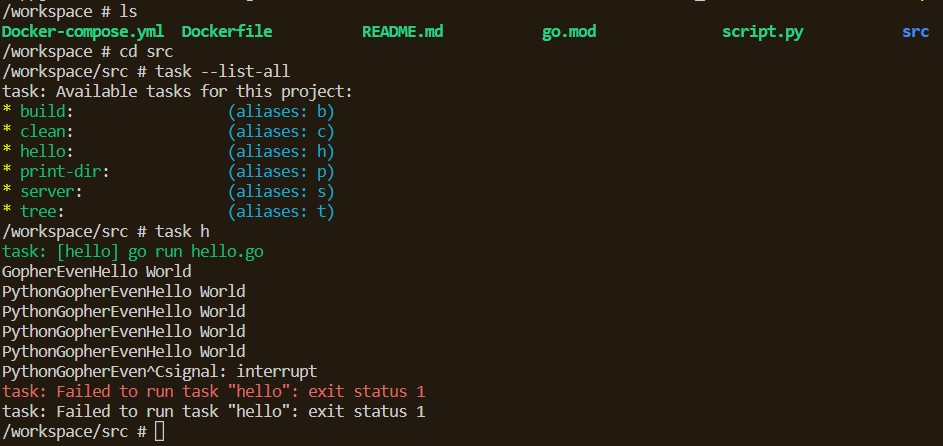 /workspace # ls
Docker-compose.yml  Dockerfile          README.md           go.mod              script.py           src
/workspace # cd src
/workspace/src # task --list-all
task: Available tasks for this project:
* build:                 (aliases: b)
* clean:                 (aliases: c)
* hello:                 (aliases: h)
* print-dir:             (aliases: p)
* server:                (aliases: s)
* tree:                  (aliases: t)
/workspace/src # task h
task: [hello] go run hello.go
GopherEvenHello World
PythonGopherEvenHello World
PythonGopherEvenHello World
PythonGopherEvenHello World
PythonGopherEvenHello World
PythonGopherEven^Csignal: interrupt
task: Failed to run task "hello": exit status 1
task: Failed to run task "hello": exit status 1
/workspace/src #